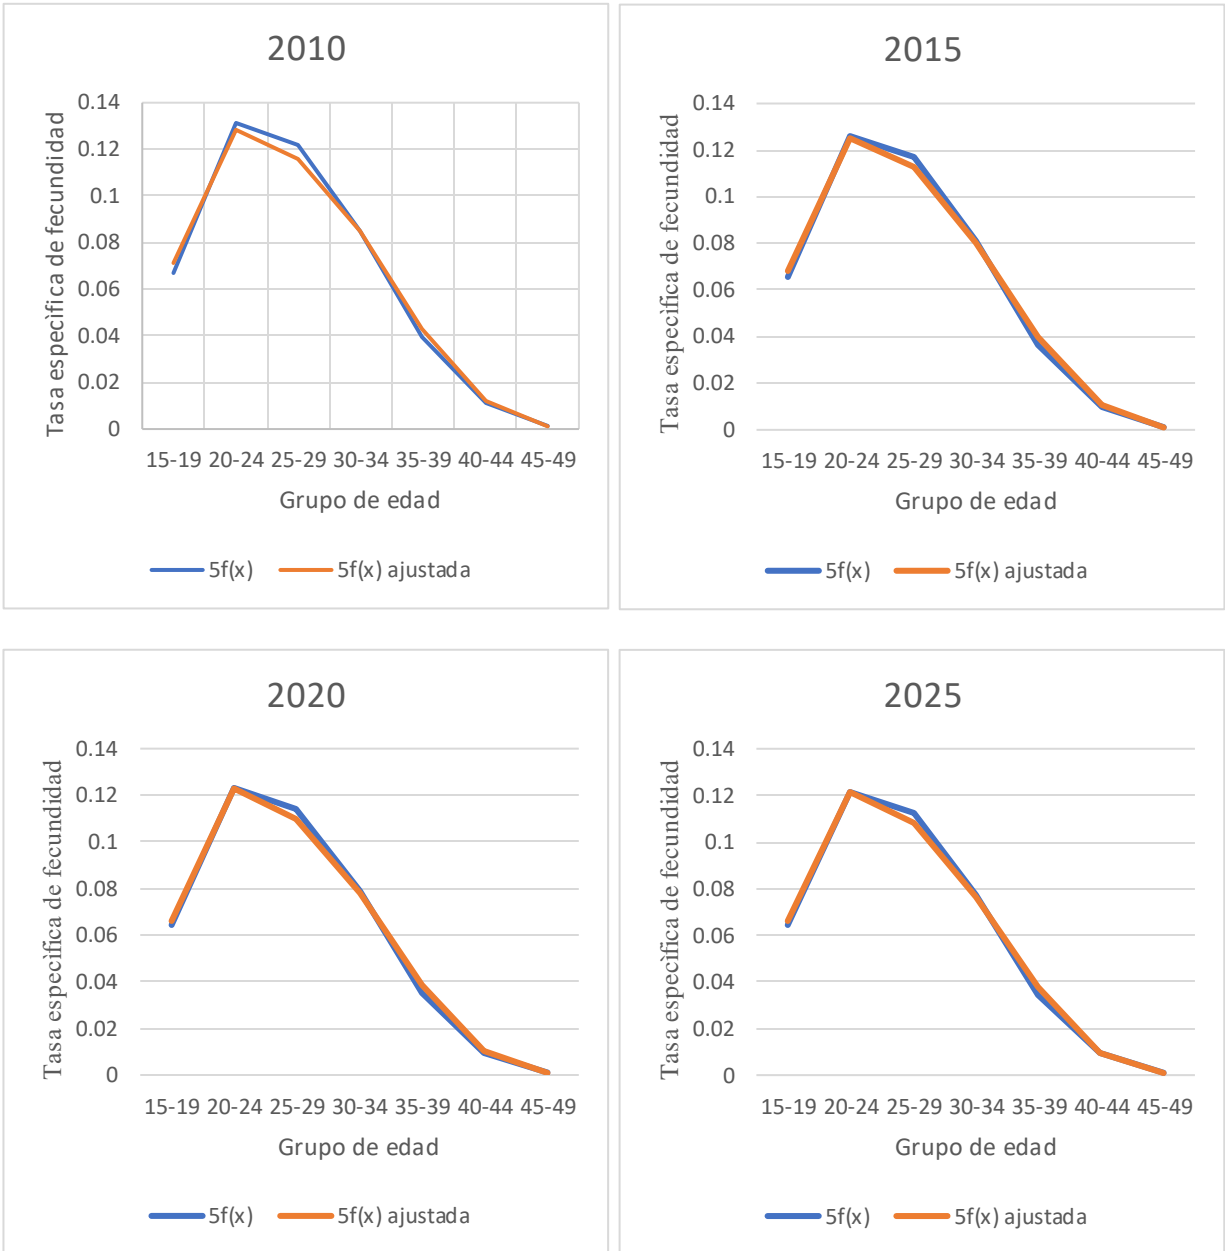 2010
0.14
0.12
0.1
0.08
0.06
0.04
0.02
0
Tasa especìfica de fecundidad
15-19 20-24 25-29 30-34 35-39 40-44 45-49
Grupo de edad
5f(x) 5f(x) ajustada
2015
0.14
0.12
0.1
0.08
0.06
0.04
0.02
0
Tasa especìfica de fecundidad
15-19 20-24 25-29 30-34 35-39 40-44 45-49
Grupo de edad
5f(x) 5f(x) ajustada
2020
0.14
0.12
0.1
0.08
0.06
0.04
0.02
0
Tasa especìfica de fecundidad
15-19 20-24 25-29 30-34 35-39 40-44 45-49
Grupo de edad
5f(x) 5f(x) ajustada
2025
0.14
0.12
0.1
0.08
0.06
0.04
0.02
0
Tasa especìfica de fecundidad
15-19 20-24 25-29 30-34 35-39 40-44 45-49
Grupo de edad
5f(x) 5f(x) ajustada